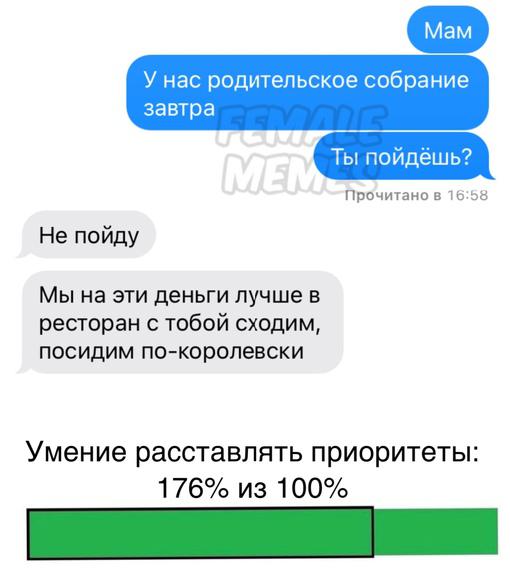 Мам
У нас родительское собрание
завтра
FEMALE
MEMES
Ты пойдёшь?
Прочитано в 16:58
Не пойду
Мы на эти деньги лучше в
ресторан с тобой сходим,
посидим по-королевски
Умение расставлять приоритеты:
176% из 100%